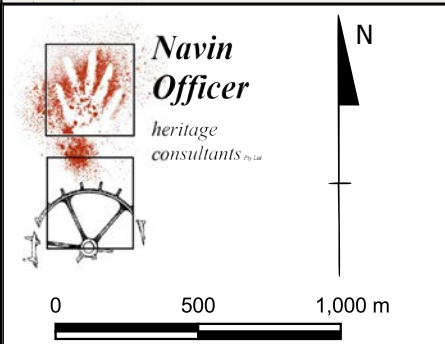 Navin
Officer
heritage
consultants Pty Ltd
N
0 500 1,000 m